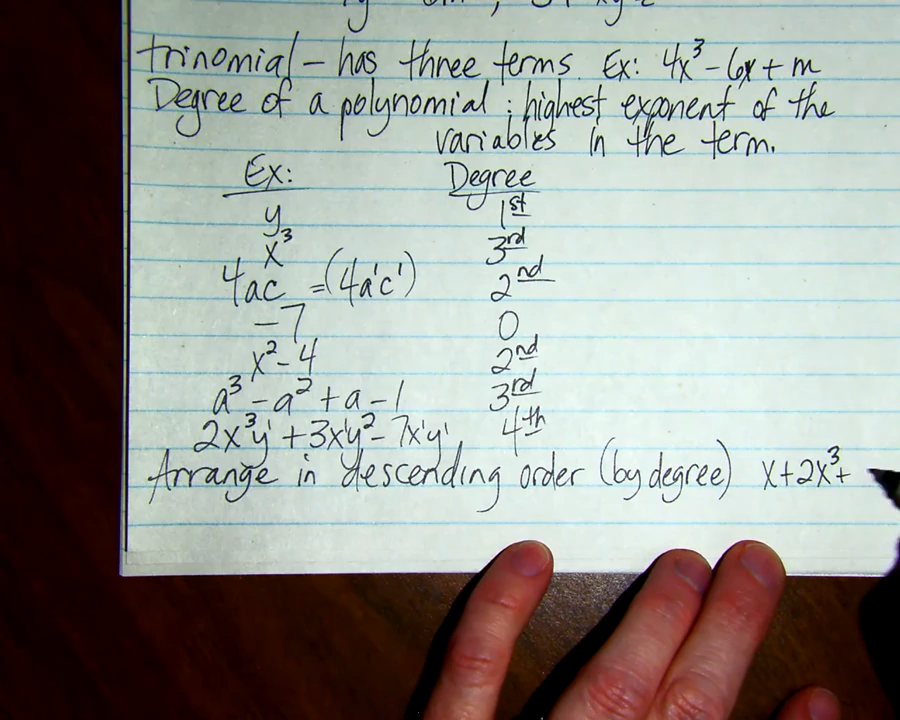 trinomial – has three terms. Ex: 4x³ – 6x + m
Degree of a polynomial : highest exponent of the
variables in the term.
Ex: Degree
y 1st
x³ 3rd
4ac = (4a¹c¹) 2nd
–7 0
x² – 4 2nd
a³ – a² + a – 1 3rd
2x³y¹ + 3x¹y² – 7x¹y¹ 4th
Arrange in descending order (by degree) x + 2x³ +